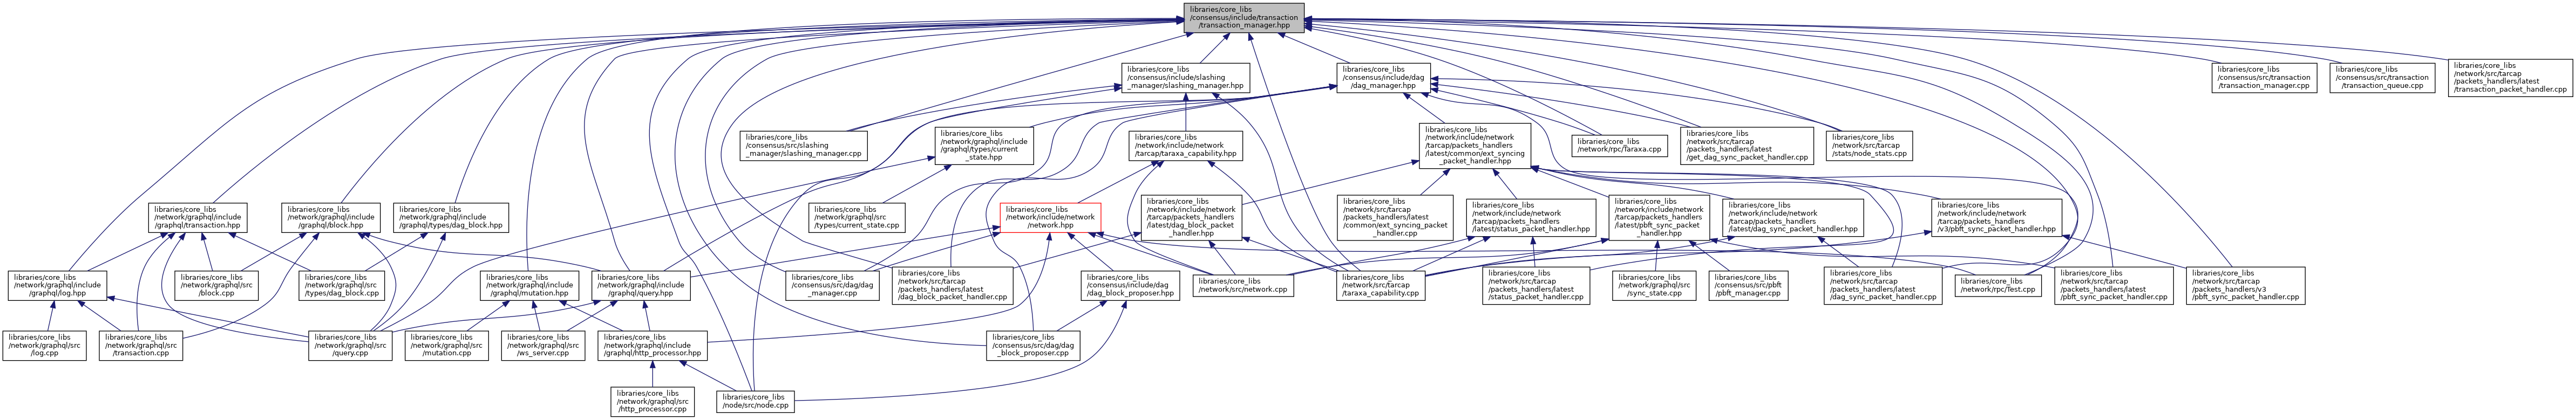 libraries/core_libs
/consensus/include/transaction
/transaction_manager.hpp
libraries/core_libs
/consensus/include/slashing
_manager/slashing_manager.hpp
libraries/core_libs
/consensus/include/dag
/dag_manager.hpp
libraries/core_libs
/consensus/src/transaction
/transaction_manager.cpp
libraries/core_libs
/consensus/src/transaction
/transaction_queue.cpp
libraries/core_libs
/network/src/tarcap
/packets_handlers/latest
/transaction_packet_handler.cpp
libraries/core_libs
/consensus/src/slashing
_manager/slashing_manager.cpp
libraries/core_libs
/network/graphql/include
/graphql/types/current
_state.hpp
libraries/core_libs
/network/include/network
/tarcap/taraxa_capability.hpp
libraries/core_libs
/network/include/network
/tarcap/packets_handlers
/latest/common/ext_syncing
_packet_handler.hpp
libraries/core_libs
/network/rpc/Taraxa.cpp
libraries/core_libs
/network/src/tarcap
/packets_handlers/latest
/get_dag_sync_packet_handler.cpp
libraries/core_libs
/network/src/tarcap
/stats/node_stats.cpp
libraries/core_libs
/network/graphql/include
/graphql/transaction.hpp
libraries/core_libs
/network/graphql/include
/graphql/block.hpp
libraries/core_libs
/network/graphql/include
/graphql/types/dag_block.hpp
libraries/core_libs
/network/graphql/src
/types/current_state.cpp
libraries/core_libs
/network/include/network
/network.hpp
libraries/core_libs
/network/include/network
/tarcap/packets_handlers
/latest/dag_block_packet
_handler.hpp
libraries/core_libs
/network/src/tarcap
/packets_handlers/latest
/common/ext_syncing_packet
_handler.cpp
libraries/core_libs
/network/include/network
/tarcap/packets_handlers
/latest/status_packet_handler.hpp
libraries/core_libs
/network/include/network
/tarcap/packets_handlers
/latest/pbft_sync_packet
_handler.hpp
libraries/core_libs
/network/include/network
/tarcap/packets_handlers
/latest/dag_sync_packet_handler.hpp
libraries/core_libs
/network/include/network
/tarcap/packets_handlers
/v3/pbft_sync_packet_handler.hpp
libraries/core_libs
/network/graphql/include
/graphql/log.hpp
libraries/core_libs
/network/graphql/src
/block.cpp
libraries/core_libs
/network/graphql/src
/types/dag_block.cpp
libraries/core_libs
/network/graphql/include
/graphql/mutation.hpp
libraries/core_libs
/network/graphql/include
/graphql/query.hpp
libraries/core_libs
/consensus/src/dag/dag
_manager.cpp
libraries/core_libs
/network/src/tarcap
/packets_handlers/latest
/dag_block_packet_handler.cpp
libraries/core_libs
/consensus/include/dag
/dag_block_proposer.hpp
libraries/core_libs
/network/src/network.cpp
libraries/core_libs
/network/src/tarcap
/taraxa_capability.cpp
libraries/core_libs
/network/src/tarcap
/packets_handlers/latest
/status_packet_handler.cpp
libraries/core_libs
/network/graphql/src
/sync_state.cpp
libraries/core_libs
/consensus/src/pbft
/pbft_manager.cpp
libraries/core_libs
/network/src/tarcap
/packets_handlers/latest
/dag_sync_packet_handler.cpp
libraries/core_libs
/network/rpc/Test.cpp
libraries/core_libs
/network/src/tarcap
/packets_handlers/latest
/pbft_sync_packet_handler.cpp
libraries/core_libs
/network/src/tarcap
/packets_handlers/v3
/pbft_sync_packet_handler.cpp
libraries/core_libs
/network/graphql/src
/log.cpp
libraries/core_libs
/network/graphql/src
/transaction.cpp
libraries/core_libs
/network/graphql/src
/query.cpp
libraries/core_libs
/network/graphql/src
/mutation.cpp
libraries/core_libs
/network/graphql/src
/ws_server.cpp
libraries/core_libs
/network/graphql/include
/graphql/http_processor.hpp
libraries/core_libs
/consensus/src/dag/dag
_block_proposer.cpp
libraries/core_libs
/network/graphql/src
/http_processor.cpp
libraries/core_libs
/node/src/node.cpp